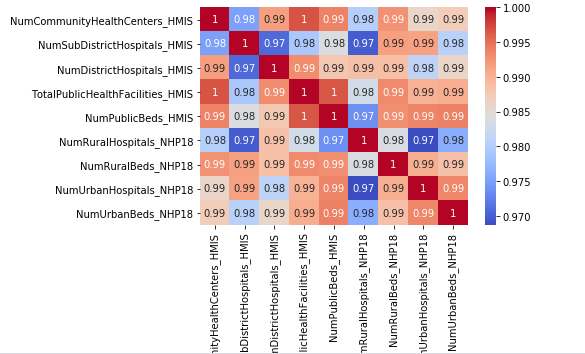 NumCommunityHealthCenters_HMIS 1 0.98 0.99 1 0.99 0.98 0.99 0.99 0.99
NumSubDistrictHospitals_HMIS 0.98 1 0.97 0.98 0.98 0.97 0.99 0.99 0.98
NumDistrictHospitals_HMIS 0.99 0.97 1 0.99 0.99 0.99 0.99 0.98 0.99
TotalPublicHealthFacilities_HMIS 1 0.98 0.99 1 1 0.98 0.99 0.99 0.99
NumPublicBeds_HMIS 0.99 0.98 0.99 1 1 0.97 0.99 0.99 0.99
NumRuralHospitals_NHP18 0.98 0.97 0.99 0.98 0.97 1 0.98 0.97 0.98
NumRuralBeds_NHP18 0.99 0.99 0.99 0.99 0.99 0.98 1 0.99 0.99
NumUrbanHospitals_NHP18 0.99 0.99 0.98 0.99 0.99 0.97 0.99 1 0.99
NumUrbanBeds_NHP18 0.99 0.98 0.99 0.99 0.99 0.98 0.99 0.99 1
1.000
0.995
0.990
0.985
0.980
0.975
0.970
nityHealthCenters_HMIS
bDistrictHospitals_HMIS
mDistrictHospitals_HMIS
licHealthFacilities_HMIS
NumPublicBeds_HMIS
mRuralHospitals_NHP18
NumRuralBeds_NHP18
mUrbanHospitals_NHP18
NumUrbanBeds_NHP18